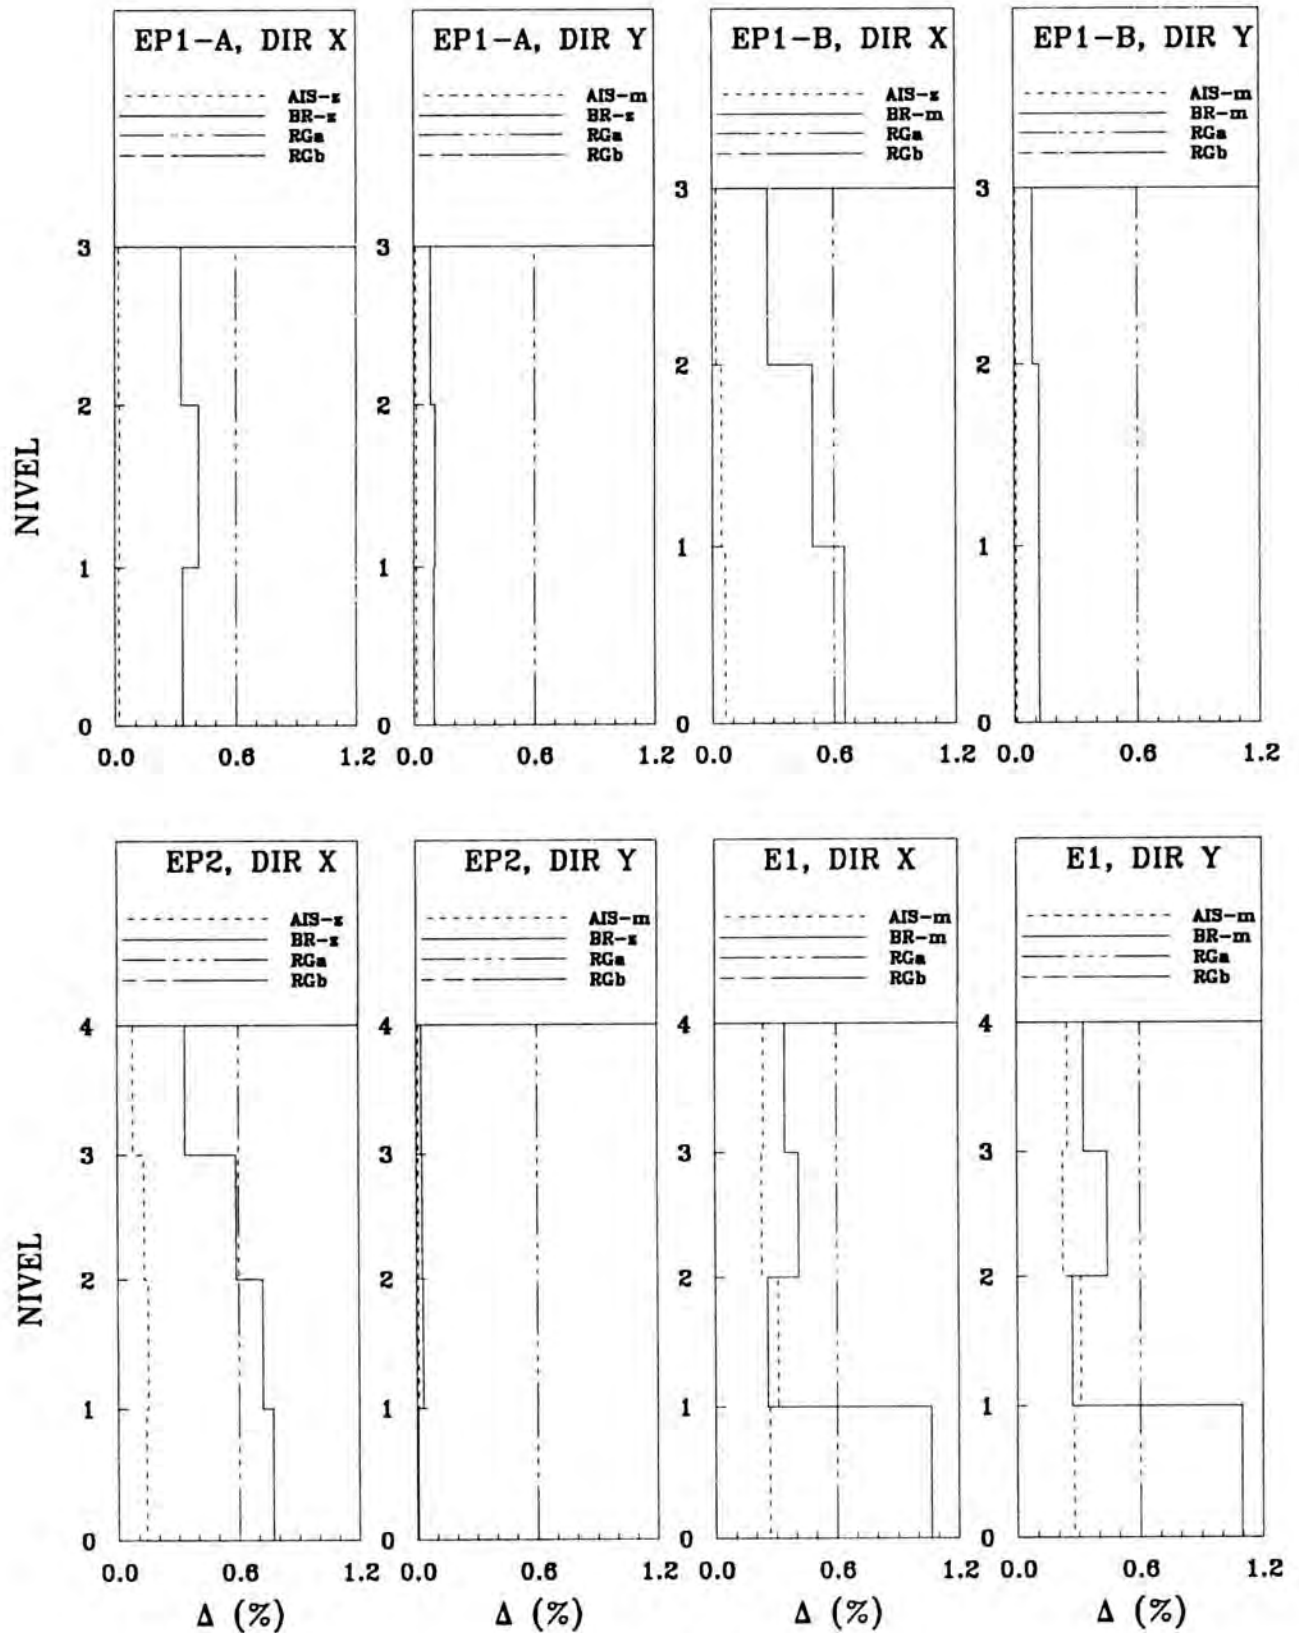 EP1-A, DIR X
AIS-z
BR-z
RGa
RGb
3
2
1
0
0.0 0.6 1.2
EP1-A, DIR Y
AIS-m
BR-z
RGa
RGb
3
2
1
0
0.0 0.6 1.2
EP1-B, DIR X
AIS-z
BR-m
RGa
RGb
3
2
1
0
0.0 0.6 1.2
EP1-B, DIR Y
AIS-m
BR-m
RGa
RGb
3
2
1
0
0.0 0.6 1.2
NIVEL
EP2, DIR X
AIS-z
BR-z
RGa
RGb
4
3
2
1
0
0.0 0.6 1.2
Δ (%)
EP2, DIR Y
AIS-m
BR-z
RGa
RGb
4
3
2
1
0
0.0 0.6 1.2
Δ (%)
E1, DIR X
AIS-m
BR-m
RGa
RGb
4
3
2
1
0
0.0 0.6 1.2
Δ (%)
E1, DIR Y
AIS-m
BR-m
RGa
RGb
4
3
2
1
0
0.0 0.6 1.2
Δ (%)
NIVEL